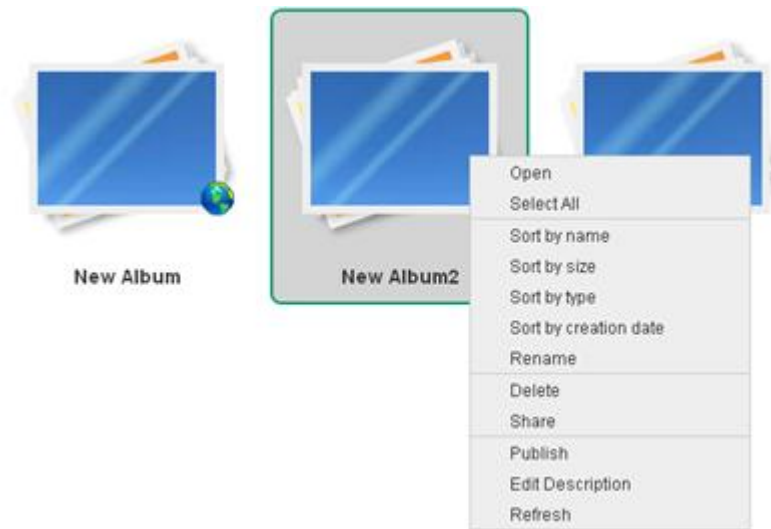 New Album
New Album2
Open
Select All
Sort by name
Sort by size
Sort by type
Sort by creation date
Rename
Delete
Share
Publish
Edit Description
Refresh